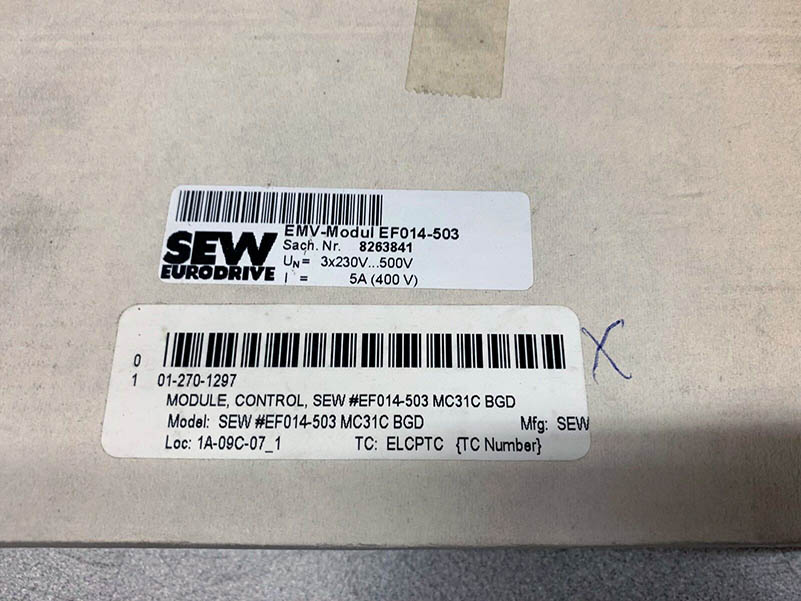 SEW
EURODRIVE
EMV-Modul EF014-503
Sach. Nr. 8263841
UN= 3x230V...500V
I = 5A (400 V)
0
1 01-270-1297
MODULE, CONTROL, SEW #EF014-503 MC31C BGD
Model: SEW #EF014-503 MC31C BGD Mfg: SEW
Loc: 1A-09C-07_1 TC: ELCPTC {TC Number}
X